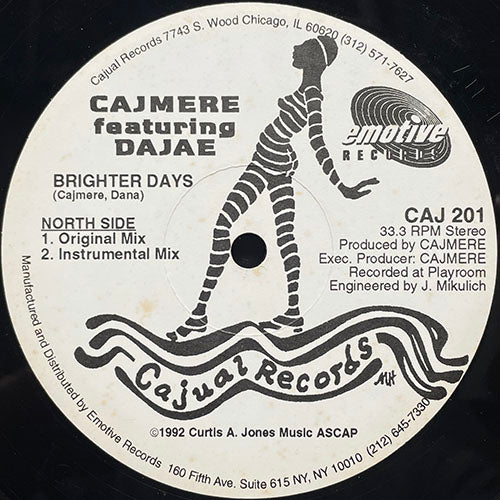 Cajual Records 7743 S. Wood Chicago, IL 60620 (312) 571-7627
CAJMERE
featuring
DAJAE
emotive
RECORDS
BRIGHTER DAYS
(Cajmere, Dana)
NORTH SIDE
1. Original Mix
2. Instrumental Mix
CAJ 201
33.3 RPM Stereo
Produced by CAJMERE
Exec. Producer: CAJMERE
Recorded at Playroom
Engineered by J. Mikulich
Cajual Records
MH
©1992 Curtis A. Jones Music ASCAP
Manufactured and Distributed by Emotive Records 160 Fifth Ave. Suite 615 NY, NY 10010 (212) 645-7330